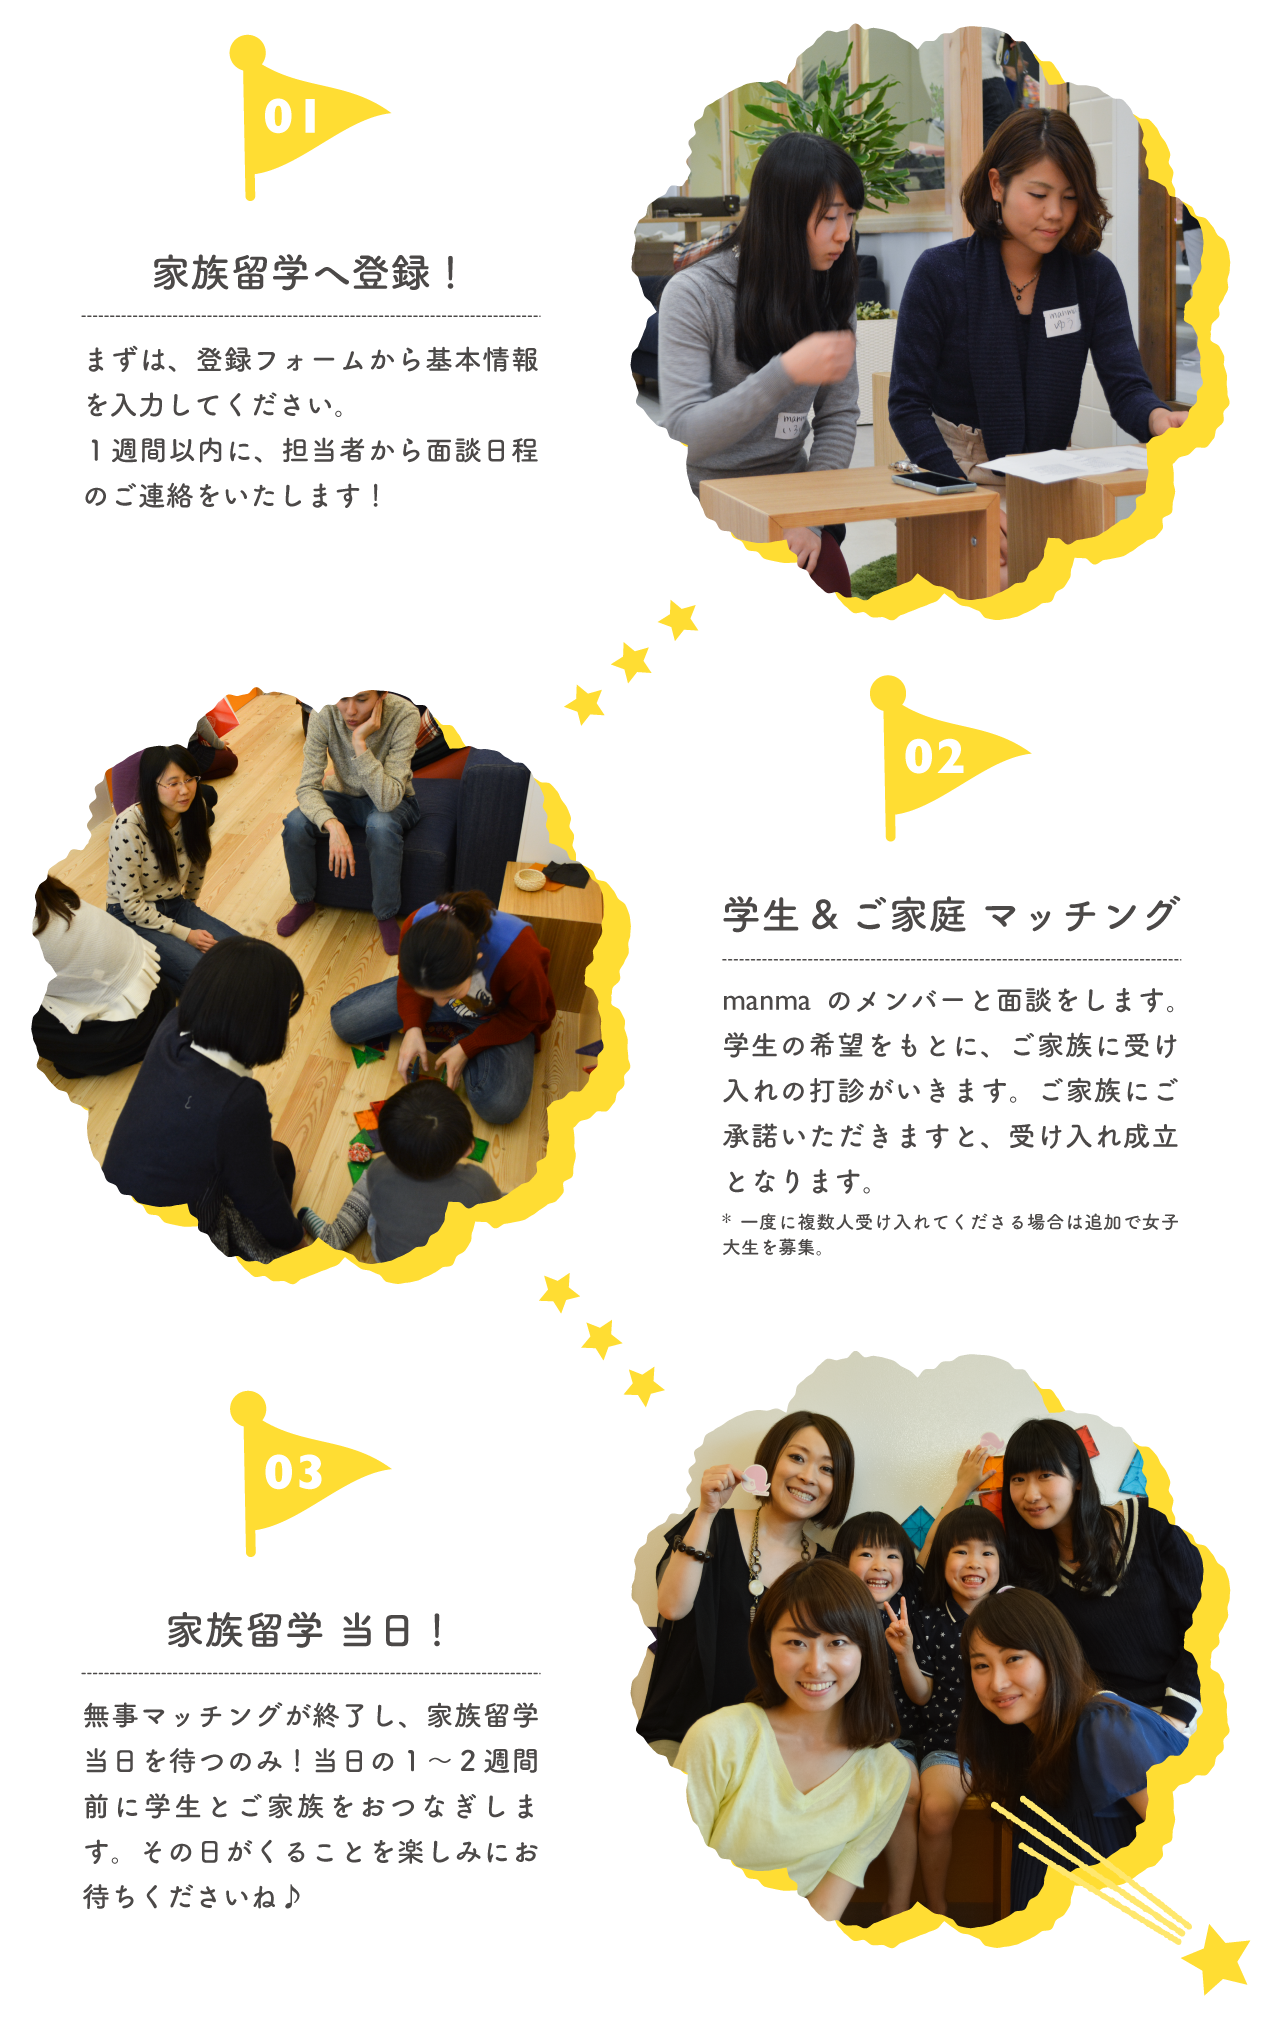 01
家族留学へ登録！
まずは、登録フォームから基本情報
を入力してください。
１週間以内に、担当者から面談日程
のご連絡をいたします！
manma
ゆう
02
学生 & ご家庭 マッチング
manma のメンバーと面談をします。
学生の希望をもとに、ご家族に受け
入れの打診がいきます。ご家族にご
承諾いただきますと、受け入れ成立
となります。
* 一度に複数人受け入れてくださる場合は追加で女子
大生を募集。
03
家族留学 当日！
無事マッチングが終了し、家族留学
当日を待つのみ！当日の１〜２週間
前に学生とご家族をおつなぎしま
す。その日がくることを楽しみにお
待ちくださいね♪